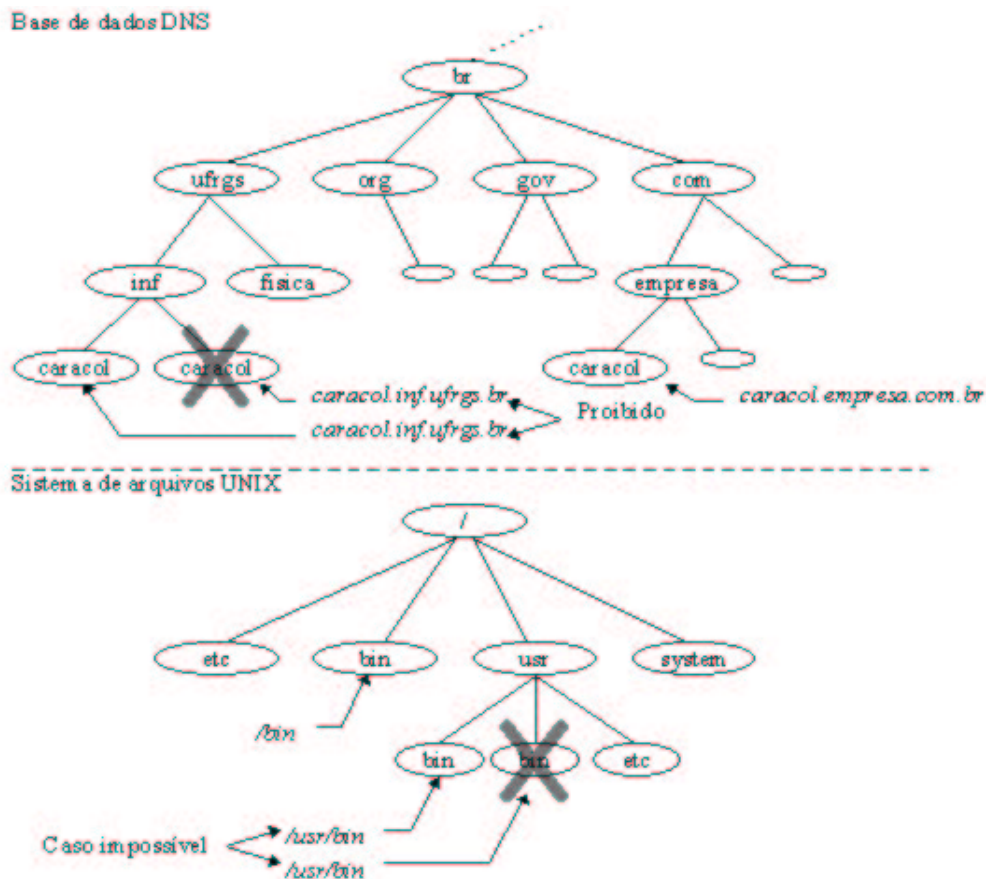 Base de dados DNS
br
ufrgs org gov com
inf fisica empresa
caracol caracol caracol
caracol.inf.ufrgs.br caracol.empresa.com.br
Proibido
caracol.inf.ufrgs.br
Sistema de arquivos UNIX
/
etc bin usr system
/bin
bin bin etc
Caso impossível /usr/bin
/usr/bin